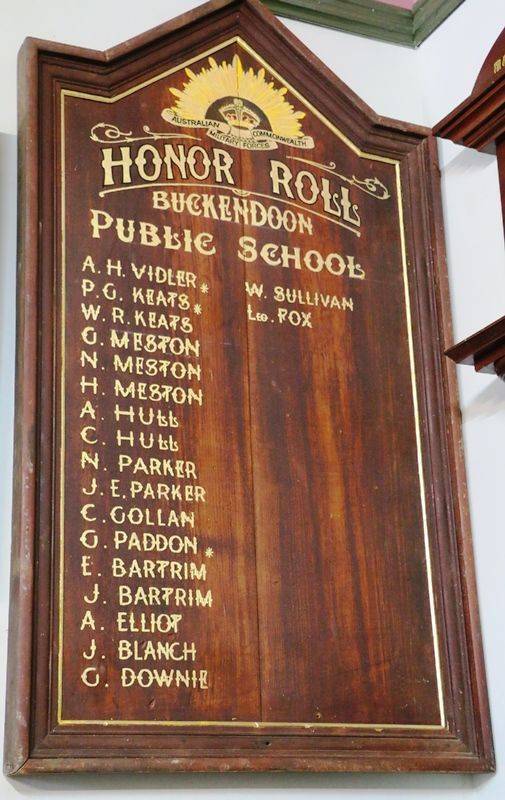 AUSTRALIAN COMMONWEALTH
MILITARY FORCES
HONOR ROLL
BUCKENDOON
PUBLIC SCHOOL
A. H. VIDLER *
P. G. KEATS *
W. R. KEATS
G. MESTON
N. MESTON
H. MESTON
A. HULL
C. HULL
N. PARKER
J. E. PARKER
C. GOLLAN
G. PADDON *
E. BARTRIM
J. BARTRIM
A. ELLIOT
J. BLANCH
G. DOWNIE
W. SULLIVAN
LEO. FOX